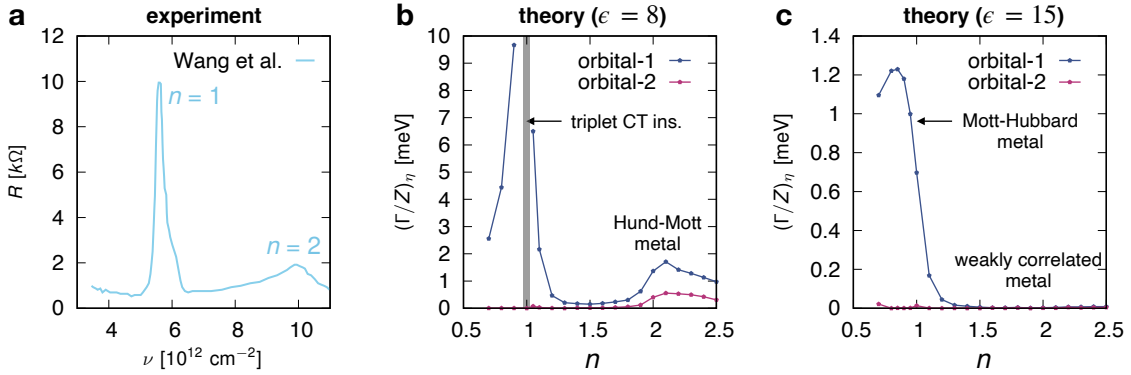 a
experiment
R [kΩ]
10
8
6
4
2
0
Wang et al.
n = 1
n = 2
4
6
8
10
ν [10¹² cm⁻²]
b
theory (ϵ = 8)
(Γ/Z)η [meV]
10
9
8
7
6
5
4
3
2
1
0
orbital-1
orbital-2
triplet CT ins.
Hund-Mott
metal
0.5
1
1.5
2
2.5
n
c
theory (ϵ = 15)
(Γ/Z)η [meV]
1.4
1.2
1
0.8
0.6
0.4
0.2
0
orbital-1
orbital-2
Mott-Hubbard
metal
weakly correlated
metal
0.5
1
1.5
2
2.5
n